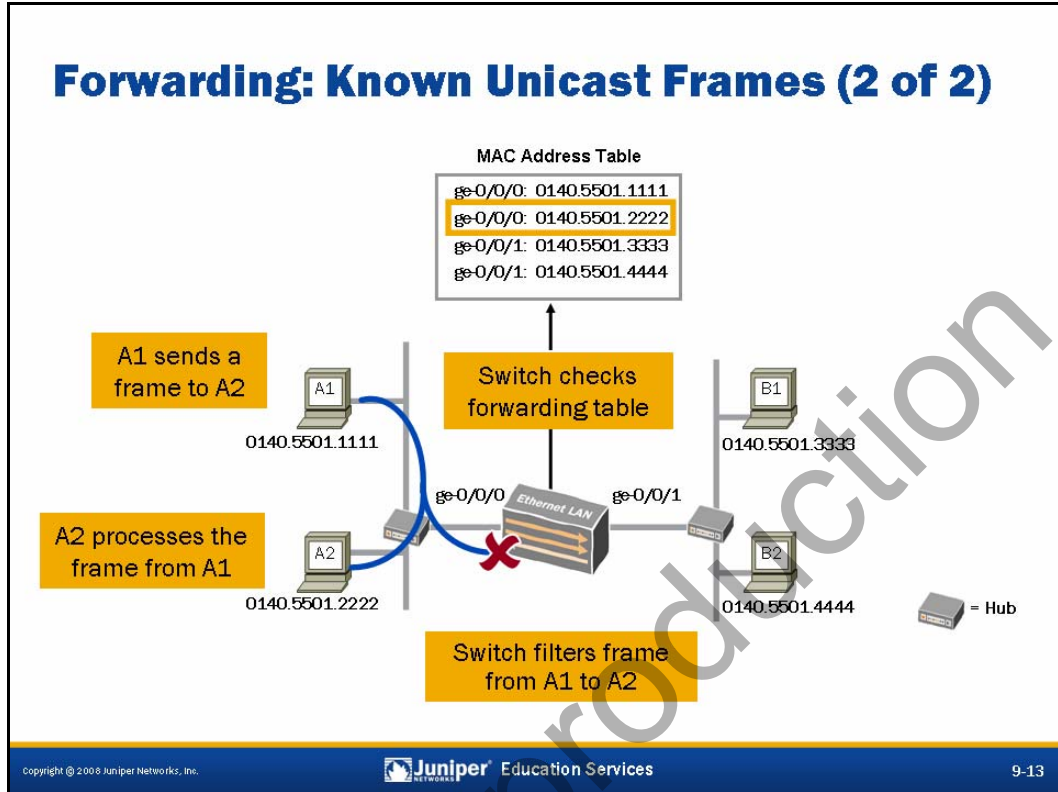 Forwarding: Known Unicast Frames (2 of 2)
MAC Address Table
ge-0/0/0: 0140.5501.1111
ge-0/0/0: 0140.5501.2222
ge-0/0/1: 0140.5501.3333
ge-0/0/1: 0140.5501.4444
A1 sends a
frame to A2
A1
0140.5501.1111
Switch checks
forwarding table
B1
0140.5501.3333
ge-0/0/0
Ethernet LAN
ge-0/0/1
A2 processes the
frame from A1
A2
0140.5501.2222
B2
0140.5501.4444
= Hub
Switch filters frame
from A1 to A2
production
Copyright © 2008 Juniper Networks, Inc.
Juniper NETWORKS Education Services
9-13